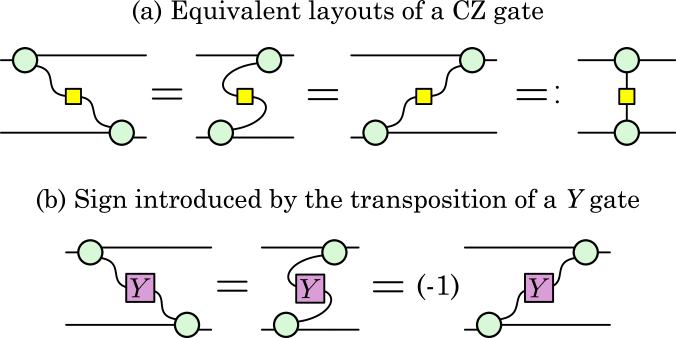 (a) Equivalent layouts of a CZ gate
= = =:
(b) Sign introduced by the transposition of a Y gate
Y = Y = (-1) Y